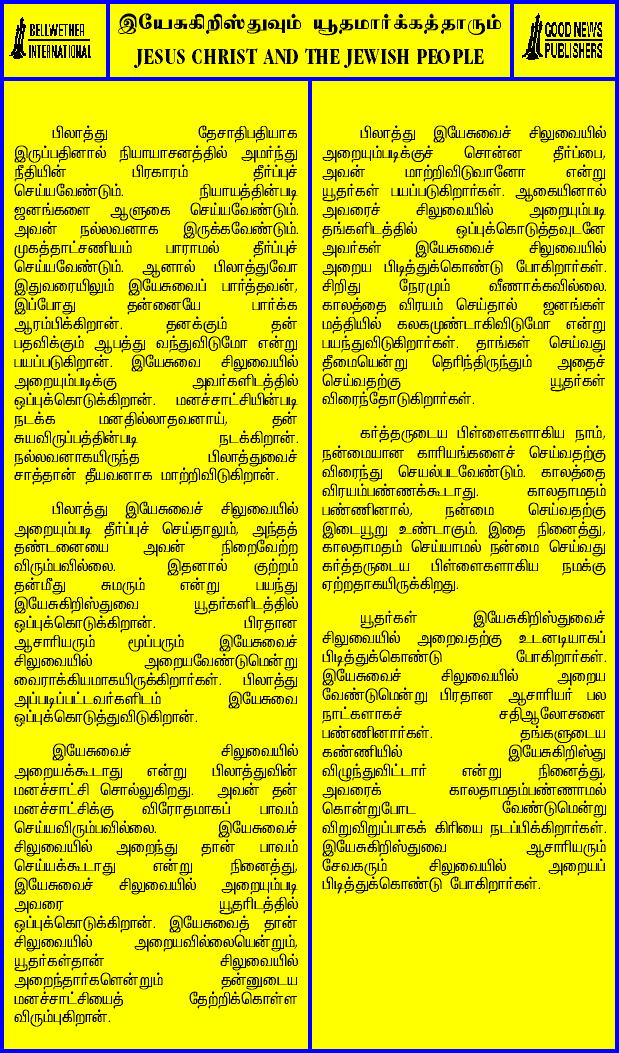 BELLWETHER
INTERNATIONAL
இயேசுகிறிஸ்துவும் யூதமார்க்கத்தாரும்
JESUS CHRIST AND THE JEWISH PEOPLE
GOOD NEWS
PUBLISHERS
பிலாத்து தேசாதிபதியாக
இருப்பதினால் நியாயாசனத்தில் அமர்ந்து
நீதியின் பிரகாரம் தீர்ப்புச்
செய்யவேண்டும். நியாயத்தின்படி
ஜனங்களை ஆளுகை செய்யவேண்டும்.
அவன் நல்லவனாக இருக்கவேண்டும்.
முகத்தாட்சணியம் பாராமல் தீர்ப்புச்
செய்யவேண்டும். ஆனால் பிலாத்துவோ
இதுவரையிலும் இயேசுவைப் பார்த்தவன்,
இப்போது தன்னையே பார்க்க
ஆரம்பிக்கிறான். தனக்கும் தன்
பதவிக்கும் ஆபத்து வந்துவிடுமோ என்று
பயப்படுகிறான். இயேசுவை சிலுவையில்
அறையும்படிக்கு அவர்களிடத்தில்
ஒப்புக்கொடுக்கிறான். மனச்சாட்சியின்படி
நடக்க மனதில்லாதவனாய், தன்
சுயவிருப்பத்தின்படி நடக்கிறான்.
நல்லவனாகயிருந்த பிலாத்துவைச்
சாத்தான் தீயவனாக மாற்றிவிடுகிறான்.
பிலாத்து இயேசுவைச் சிலுவையில்
அறையும்படி தீர்ப்புச் செய்தாலும், அந்தத்
தண்டனையை அவன் நிறைவேற்ற
விரும்பவில்லை. இதனால் குற்றம்
தன்மீது சுமரும் என்று பயந்து
இயேசுகிறிஸ்துவை யூதர்களிடத்தில்
ஒப்புக்கொடுக்கிறான். பிரதான
ஆசாரியரும் மூப்பரும் இயேசுவைச்
சிலுவையில் அறையவேண்டுமென்று
வைராக்கியமாகயிருக்கிறார்கள். பிலாத்து
அப்படிப்பட்டவர்களிடம் இயேசுவை
ஒப்புக்கொடுத்துவிடுகிறான்.
இயேசுவைச் சிலுவையில்
அறையக்கூடாது என்று பிலாத்துவின்
மனச்சாட்சி சொல்லுகிறது. அவன் தன்
மனச்சாட்சிக்கு விரோதமாகப் பாவம்
செய்யவிரும்பவில்லை. இயேசுவைச்
சிலுவையில் அறைந்து தான் பாவம்
செய்யக்கூடாது என்று நினைத்து,
இயேசுவைச் சிலுவையில் அறையும்படி
அவரை யூதரிடத்தில்
ஒப்புக்கொடுக்கிறான். இயேசுவைத் தான்
சிலுவையில் அறையவில்லையென்றும்,
யூதர்கள்தான் சிலுவையில்
அறைந்தார்களென்றும் தன்னுடைய
மனச்சாட்சியைத் தேற்றிக்கொள்ள
விரும்புகிறான்.
பிலாத்து இயேசுவைச் சிலுவையில்
அறையும்படிக்குச் சொன்ன தீர்ப்பை,
அவன் மாற்றிவிடுவானோ என்று
யூதர்கள் பயப்படுகிறார்கள். ஆகையினால்
அவரைச் சிலுவையில் அறையும்படி
தங்களிடத்தில் ஒப்புக்கொடுத்தவுடனே
அவர்கள் இயேசுவைச் சிலுவையில்
அறைய பிடித்துக்கொண்டு போகிறார்கள்.
சிறிது நேரமும் வீணாக்கவில்லை.
காலத்தை விரயம் செய்தால் ஜனங்கள்
மத்தியில் கலகமுண்டாகிவிடுமோ என்று
பயந்துவிடுகிறார்கள். தாங்கள் செய்வது
தீமையென்று தெரிந்திருந்தும் அதைச்
செய்வதற்கு யூதர்கள்
விரைந்தோடுகிறார்கள்.
கர்த்தருடைய பிள்ளைகளாகிய நாம்,
நன்மையான காரியங்களைச் செய்வதற்கு
விரைந்து செயல்படவேண்டும். காலத்தை
விரயம்பண்ணக்கூடாது. காலதாமதம்
பண்ணினால், நன்மை செய்வதற்கு
இடையூறு உண்டாகும். இதை நினைத்து,
காலதாமதம் செய்யாமல் நன்மை செய்வது
கர்த்தருடைய பிள்ளைகளாகிய நமக்கு
ஏற்றதாகயிருக்கிறது.
யூதர்கள் இயேசுகிறிஸ்துவைச்
சிலுவையில் அறைவதற்கு உடனடியாகப்
பிடித்துக்கொண்டு போகிறார்கள்.
இயேசுவைச் சிலுவையில் அறைய
வேண்டுமென்று பிரதான ஆசாரியர் பல
நாட்களாகச் சதிஆலோசனை
பண்ணினார்கள். தங்களுடைய
கண்ணியில் இயேசுகிறிஸ்து
விழுந்துவிட்டார் என்று நினைத்து,
அவரைக் காலதாமதம்பண்ணாமல்
கொன்றுபோட வேண்டுமென்று
விறுவிறுப்பாகக் கிரியை நடப்பிக்கிறார்கள்.
இயேசுகிறிஸ்துவை ஆசாரியரும்
சேவகரும் சிலுவையில் அறையப்
பிடித்துக்கொண்டு போகிறார்கள்.